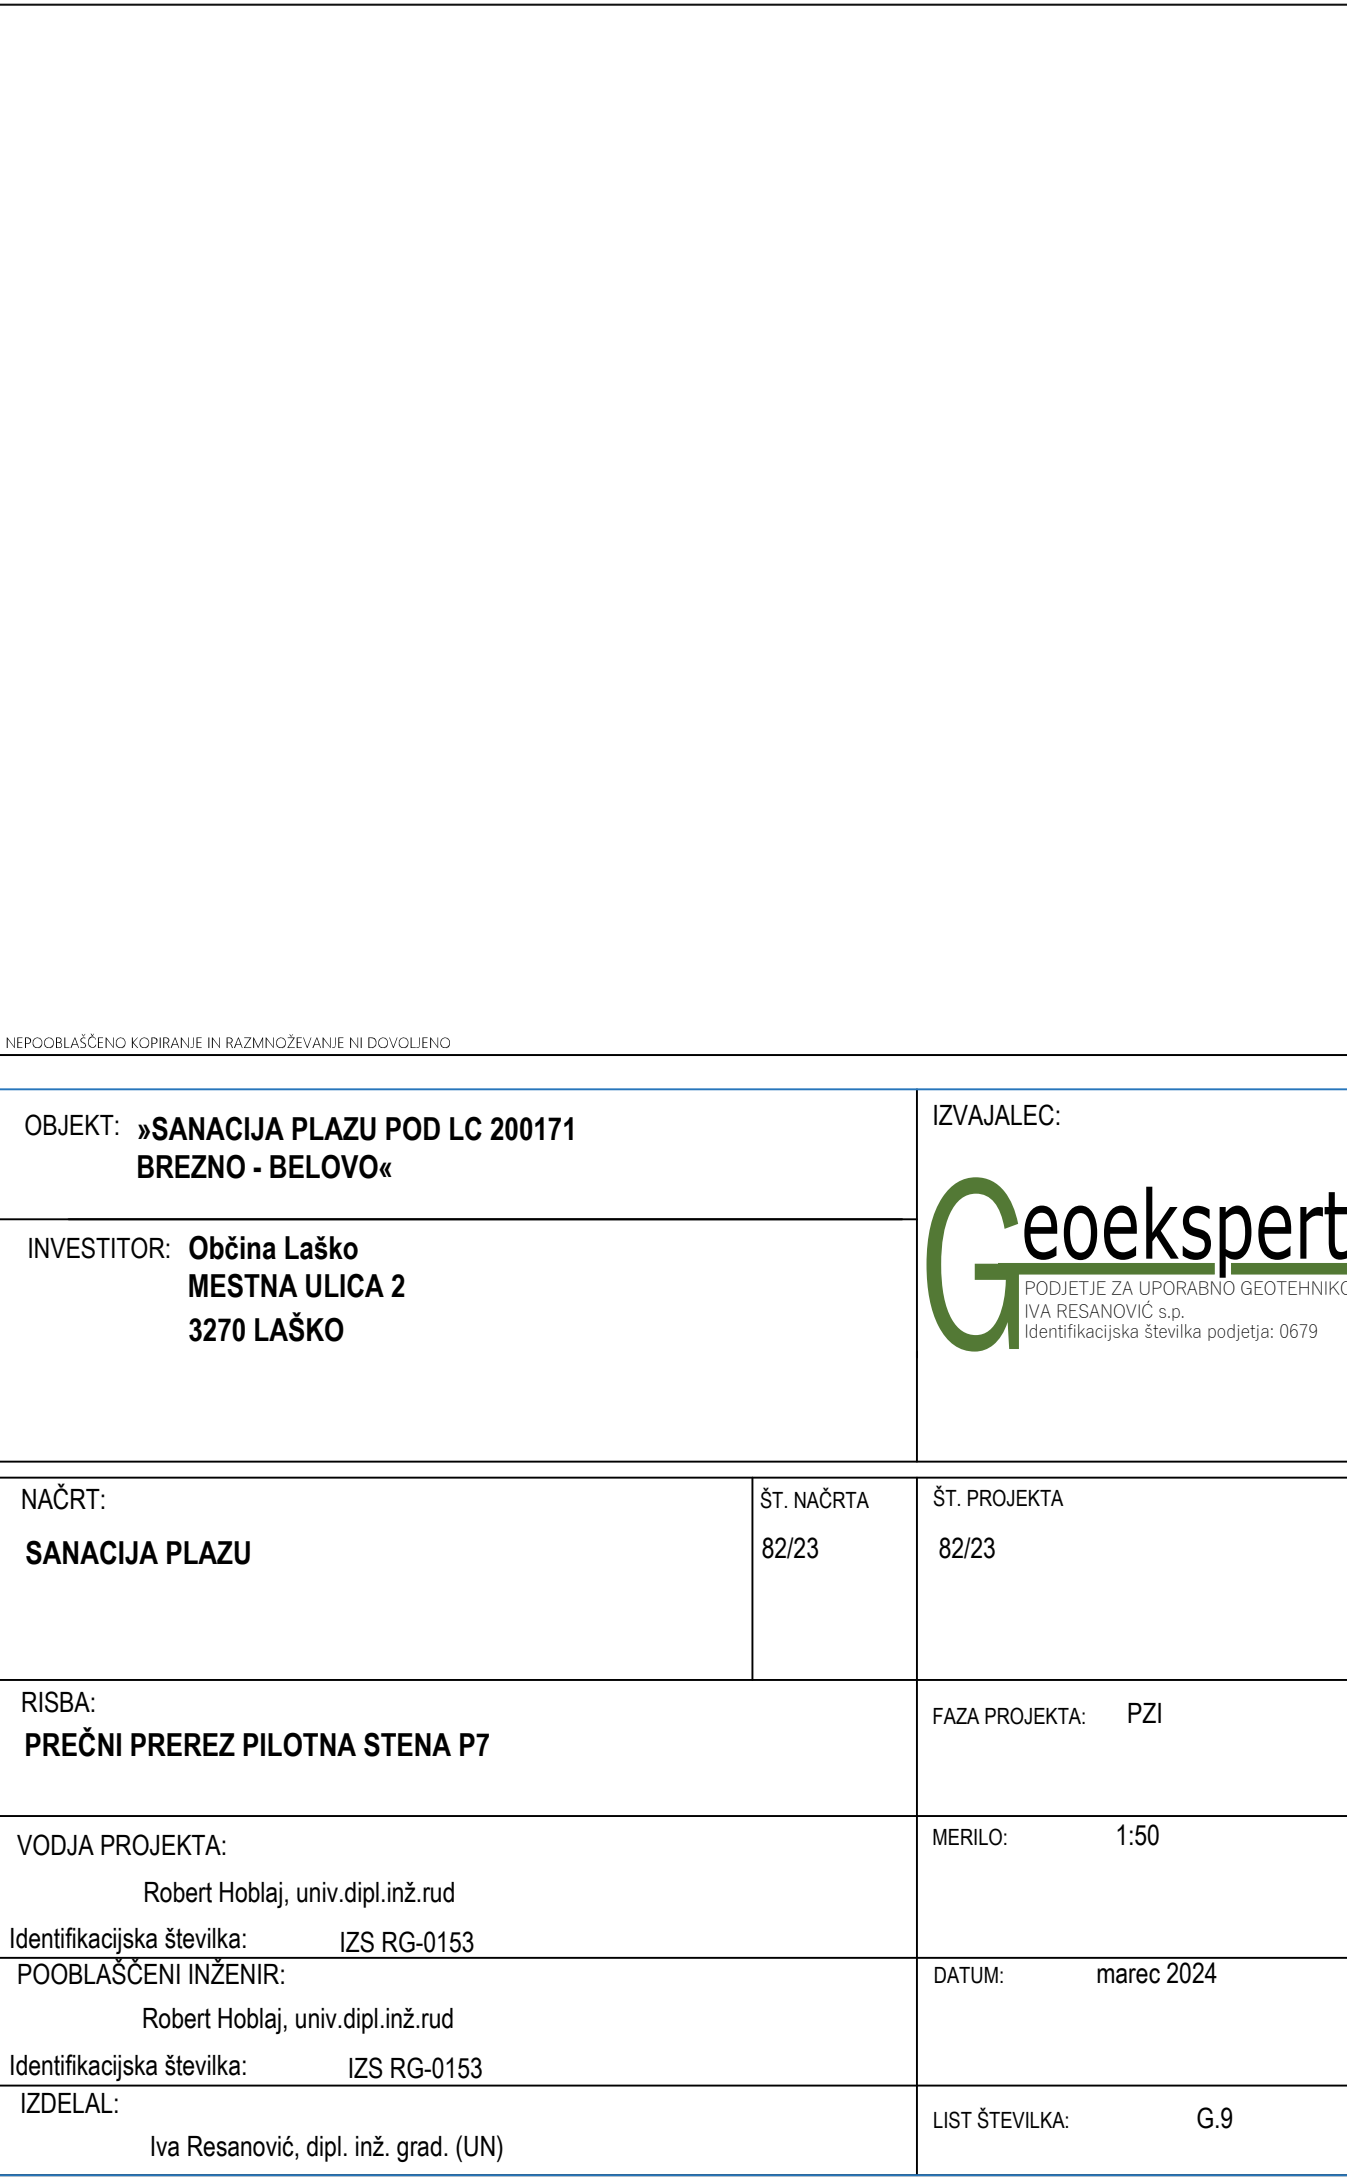 NEPOOBLAŠČENO KOPIRANJE IN RAZMNOŽEVANJE NI DOVOLJENO
OBJEKT: »SANACIJA PLAZU POD LC 200171
BREZNO - BELOVO«
IZVAJALEC:
Geoekspert
PODJETJE ZA UPORABNO GEOTEHNIKO
IVA RESANOVIĆ s.p.
Identifikacijska številka podjetja: 0679
INVESTITOR: Občina Laško
MESTNA ULICA 2
3270 LAŠKO
NAČRT:
SANACIJA PLAZU
ŠT. NAČRTA
82/23
ŠT. PROJEKTA
82/23
RISBA:
PREČNI PREREZ PILOTNA STENA P7
FAZA PROJEKTA: PZI
VODJA PROJEKTA:
Robert Hoblaj, univ.dipl.inž.rud
Identifikacijska številka: IZS RG-0153
MERILO: 1:50
POOBLAŠČENI INŽENIR:
Robert Hoblaj, univ.dipl.inž.rud
Identifikacijska številka: IZS RG-0153
DATUM: marec 2024
IZDELAL:
Iva Resanović, dipl. inž. grad. (UN)
LIST ŠTEVILKA: G.9